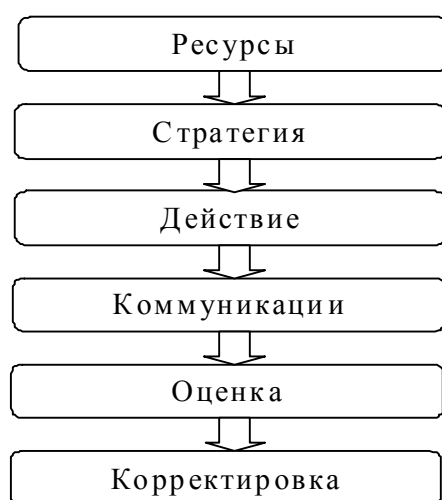 Ресурсы
Стратегия
Действие
Коммуникации
Оценка
Корректировка